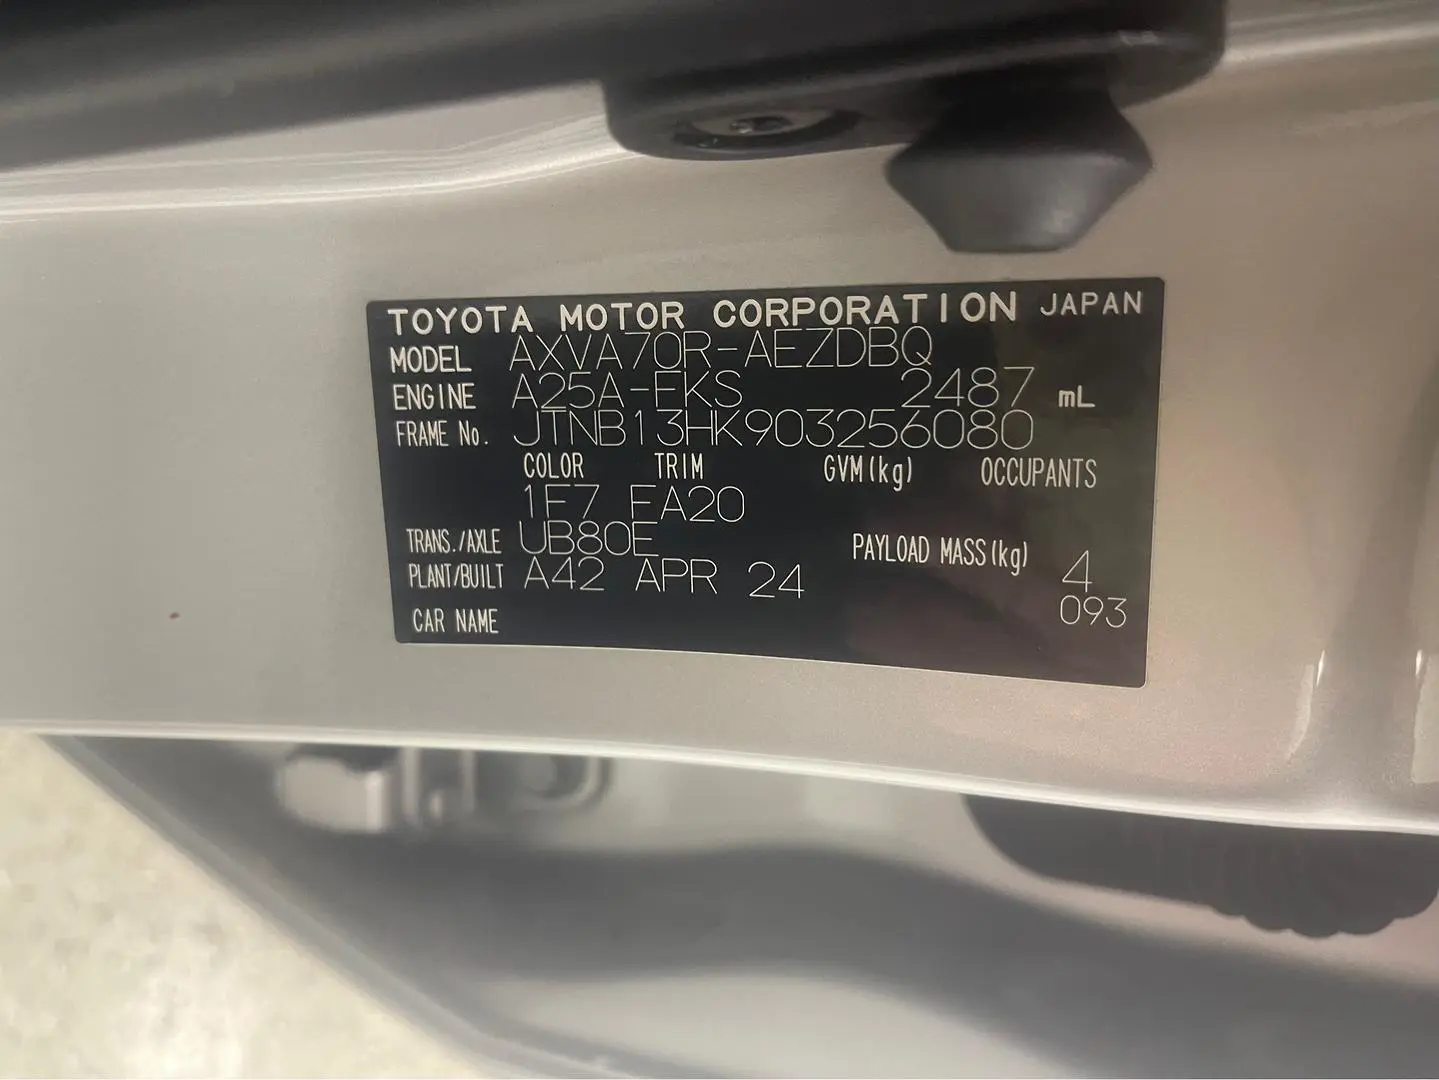 TOYOTA MOTOR CORPORATION JAPAN
MODEL AXVA70R-AEZDBQ
ENGINE A25A-FKS 2487 mL
FRAME No. JTNB13HK903256080
COLOR TRIM GVM(kg) OCCUPANTS
1F7 FA20
TRANS./AXLE UB80E PAYLOAD MASS(kg) 4
PLANT/BUILT A42 APR 24 093
CAR NAME